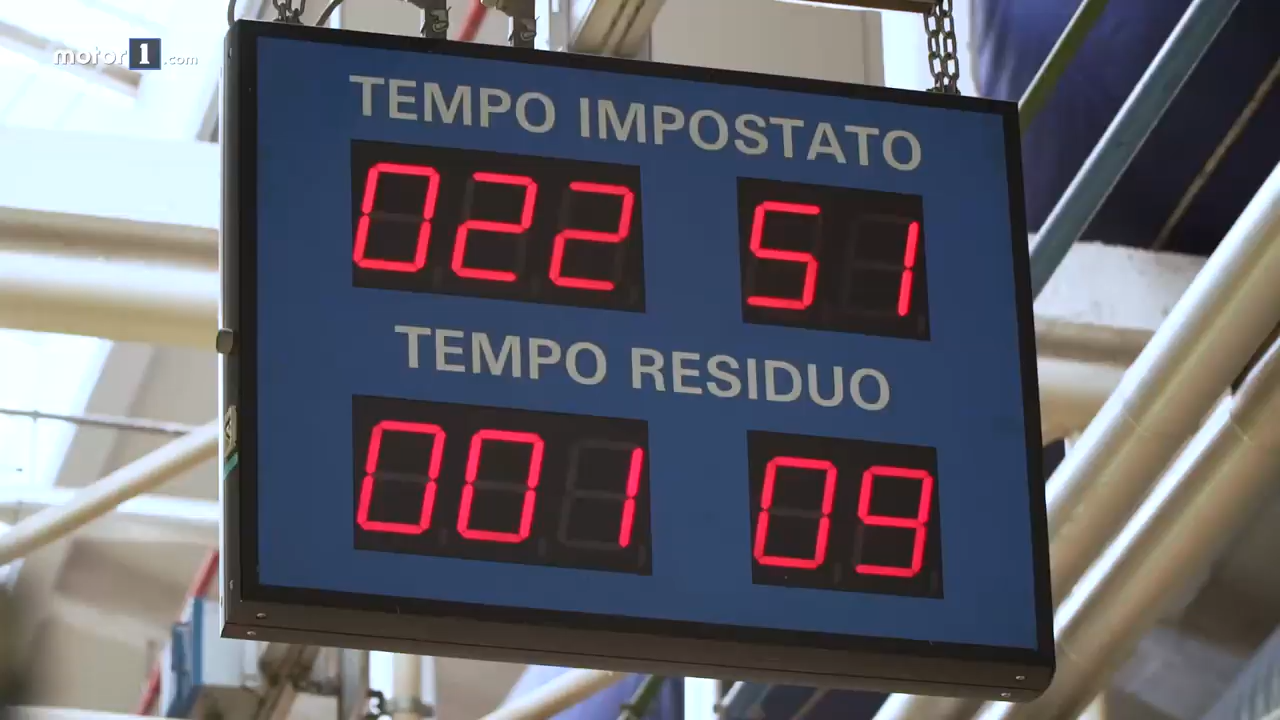 motor1.com
TEMPO IMPOSTATO
022 51
TEMPO RESIDUO
001 09